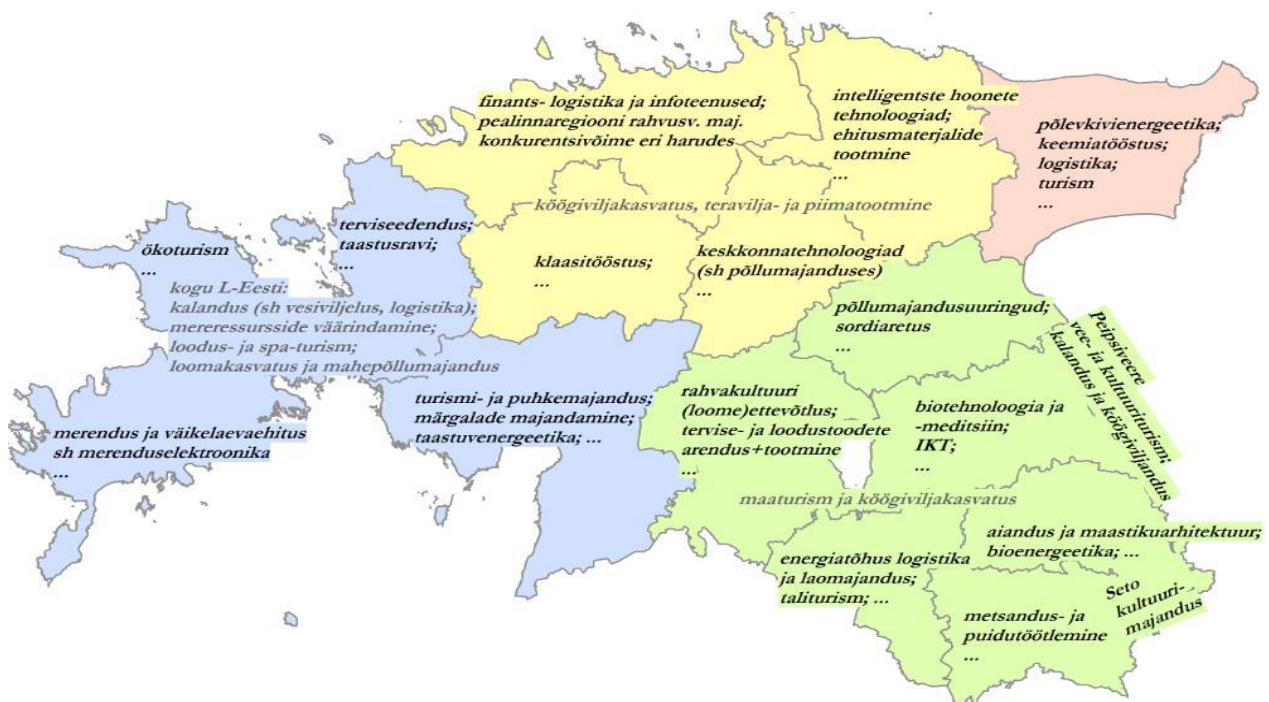 finants- logistika ja infoteenused;
pealinnaregiooni rahvusv. maj.
konkurentsivõime eri harudes
intelligentste hoonete
tehnoloogiad;
ehitusmaterjalide
tootmine
...
põlevkivienergeetika;
keemiatööstus;
logistika;
turism
...
köögiviljakasvatus, teravilja- ja piimatootmine
terviseedendus;
taastusravi;
...
ökoturism
...
klaasitööstus;
...
keskkonnatehnoloogiad
(sh põllumajanduses)
...
kogu L-Eesti:
kalandus (sh vesiviljelus, logistika);
mereressursside väärindamine;
loodus- ja spa-turism;
loomakasvatus ja mahepõllumajandus
põllumajandusuuringud;
sordiaretus
...
Peipsiveere
vee- ja kultuuriturism;
kalandus ja köögiviljandus
merendus ja väikelaevaehitus
sh merenduselektroonika
...
turismi- ja puhkemajandus;
märgalade majandamine;
taastuvenergeetika; ...
rahvakultuuri
(loome)ettevõtlus;
tervise- ja loodustoodete
arendus+tootmine
...
biotehnoloogia ja
-meditsiin;
IKT;
...
maaturism ja köögiviljakasvatus
aiandus ja maastikuarhitektuur;
bioenergeetika; ...
energiatõhus logistika
ja laomajandus;
taliturism; ...
metsandus- ja
puidutöötlemine
...
Seto
kultuuri-
majandus